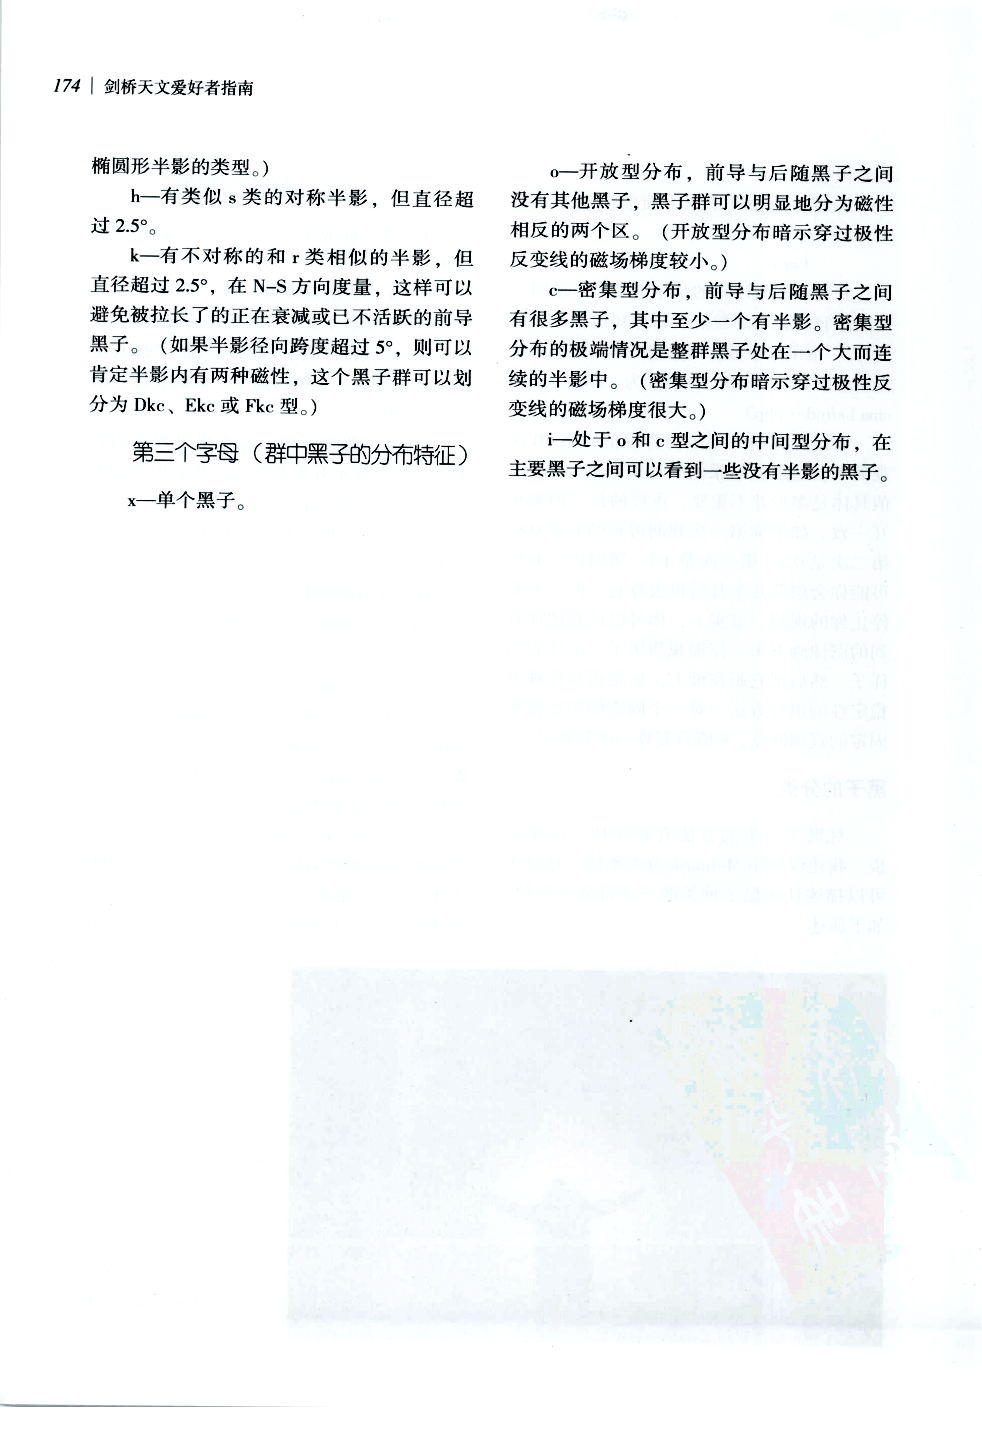 174 | 剑桥天文爱好者指南
椭圆形半影的类型。)
h—有类似 s 类的对称半影，但直径超
过 2.5°。
k—有不对称的和 r 类相似的半影，但
直径超过 2.5°，在 N-S 方向度量，这样可以
避免被拉长了的正在衰减或已不活跃的前导
黑子。（如果半影径向跨度超过 5°，则可以
肯定半影内有两种磁性，这个黑子群可以划
分为 Dkc、Ekc 或 Fkc 型。)
第三个字母（群中黑子的分布特征）
x—单个黑子。
o—开放型分布，前导与后随黑子之间
没有其他黑子，黑子群可以明显地分为磁性
相反的两个区。（开放型分布暗示穿过极性
反变线的磁场梯度较小。)
c—密集型分布，前导与后随黑子之间
有很多黑子，其中至少一个有半影。密集型
分布的极端情况是整群黑子处在一个大而连
续的半影中。（密集型分布暗示穿过极性反
变线的磁场梯度很大。)
i—处于 o 和 c 型之间的中间型分布，在
主要黑子之间可以看到一些没有半影的黑子。